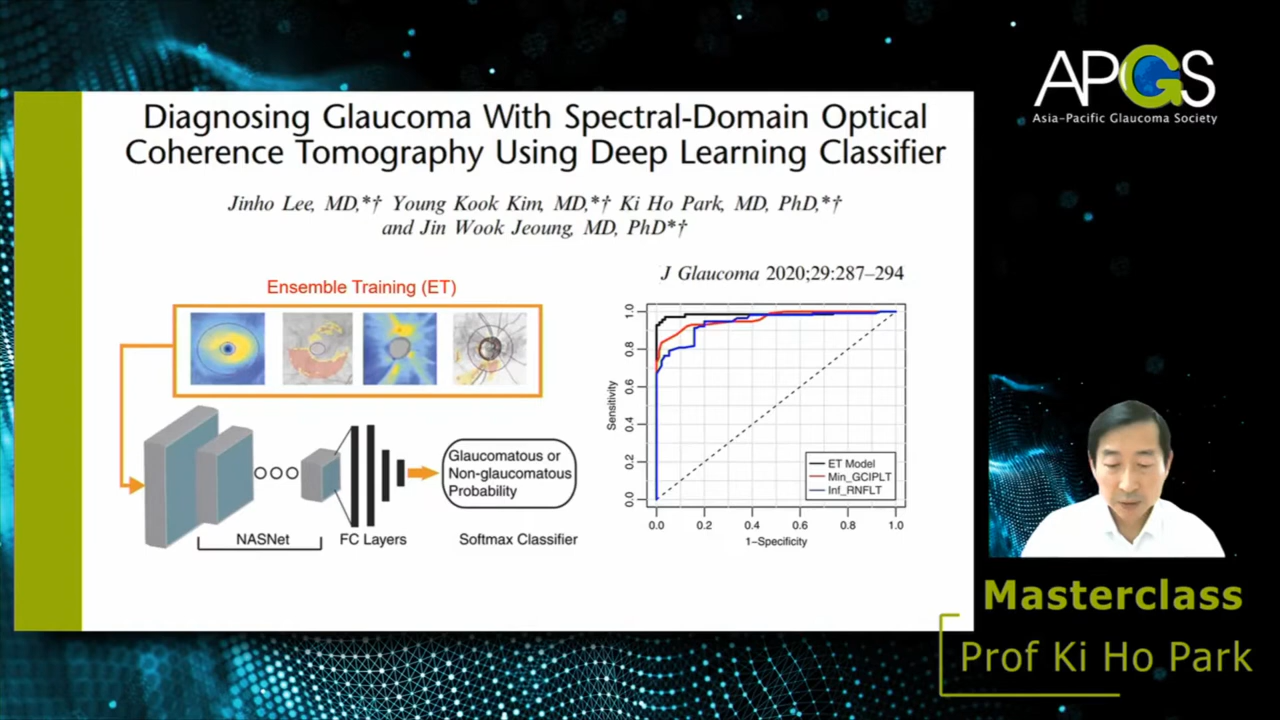 APGS
Asia-Pacific Glaucoma Society
Diagnosing Glaucoma With Spectral-Domain Optical
Coherence Tomography Using Deep Learning Classifier
Jinho Lee, MD,*† Young Kook Kim, MD,*† Ki Ho Park, MD, PhD,*†
and Jin Wook Jeoung, MD, PhD*†
Ensemble Training (ET)
NASNet
FC Layers
Glaucomatous or
Non-glaucomatous
Probability
Softmax Classifier
J Glaucoma 2020;29:287–294
Sensitivity
1.0
0.8
0.6
0.4
0.2
0.0
ET Model
Min_GCIPLT
Inf_RNFLT
0.0 0.2 0.4 0.6 0.8 1.0
1–Specificity
Masterclass
Prof Ki Ho Park